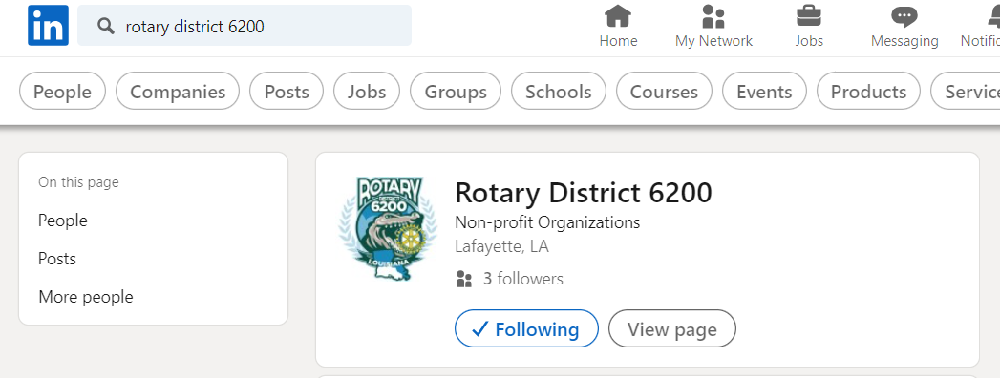 in
rotary district 6200
Home
My Network
Jobs
Messaging
Notific
People
Companies
Posts
Jobs
Groups
Schools
Courses
Events
Products
Service
On this page
People
Posts
More people
ROTARY
DISTRICT
6200
LOUISIANA
Rotary District 6200
Non-profit Organizations
Lafayette, LA
3 followers
Following
View page